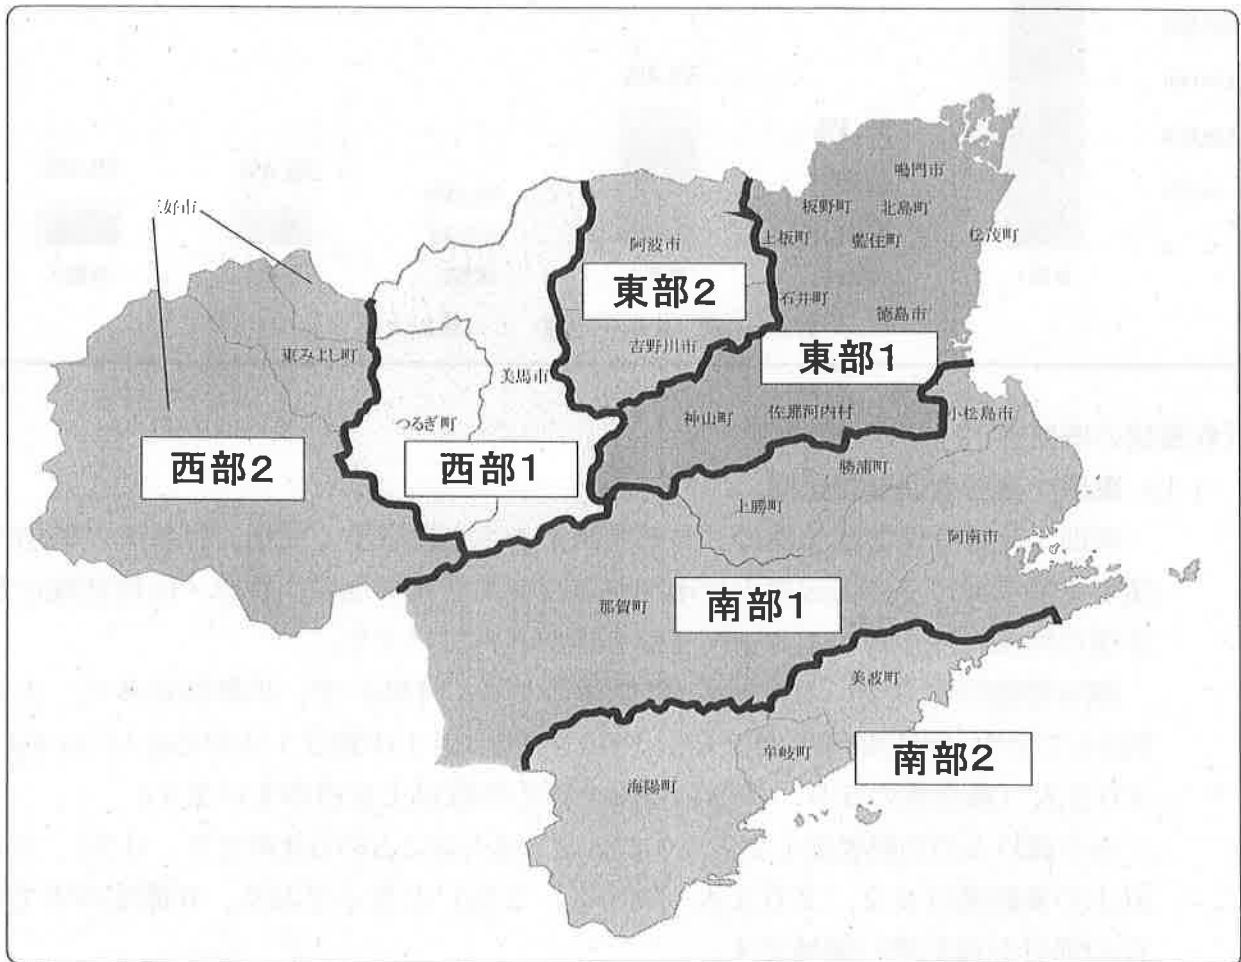 鳴門市
三好市
板野町
北島町
松茂町
上板町
藍住町
阿波市
東部2
石井町
徳島市
吉野川市
東みよし町
東部1
美馬市
神山町
佐那河内村
小松島市
つるぎ町
西部2
西部1
勝浦町
上勝町
阿南市
那賀町
南部1
美波町
牟岐町
南部2
海陽町